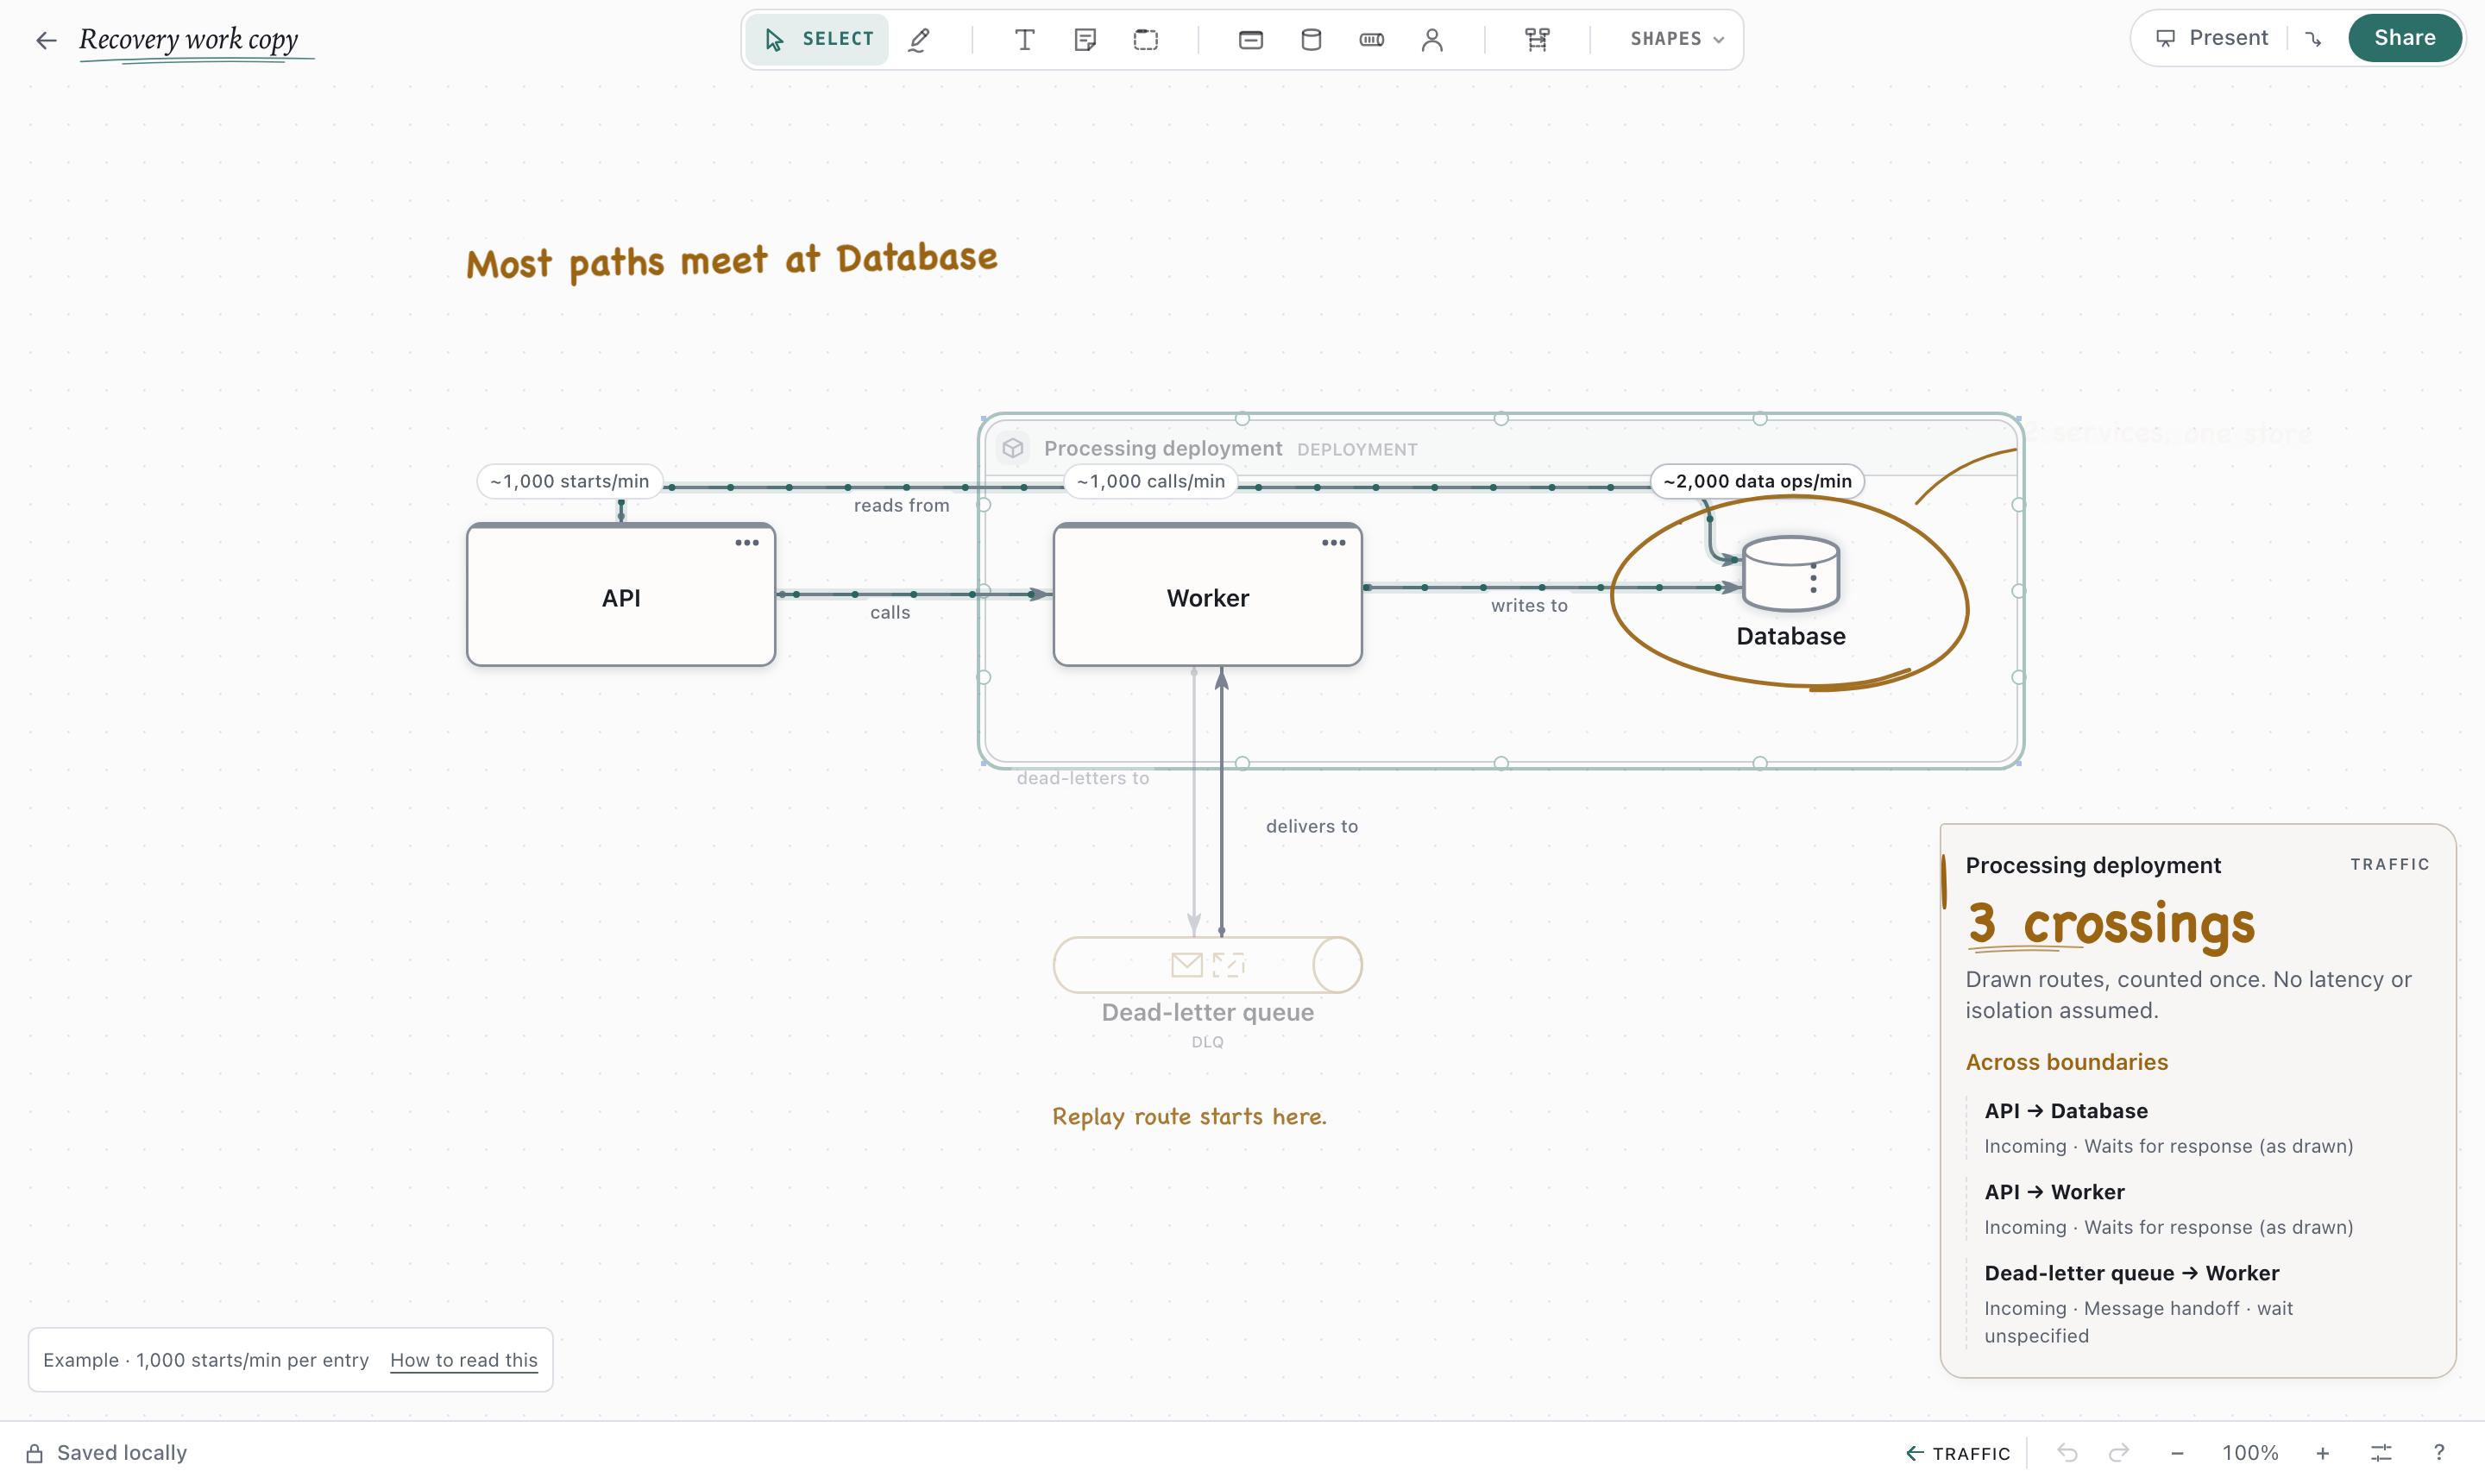 Recovery work copy
SELECT
SHAPES
Present
Share
Most paths meet at Database
2 services, one store
Processing deployment DEPLOYMENT
~1,000 starts/min
~1,000 calls/min
~2,000 data ops/min
reads from
API
calls
Worker
writes to
Database
dead-letters to
delivers to
Dead-letter queue
DLQ
Replay route starts here.
Processing deployment
TRAFFIC
3 crossings
Drawn routes, counted once. No latency or
isolation assumed.
Across boundaries
API → Database
Incoming · Waits for response (as drawn)
API → Worker
Incoming · Waits for response (as drawn)
Dead-letter queue → Worker
Incoming · Message handoff · wait
unspecified
Example · 1,000 starts/min per entry How to read this
Saved locally
← TRAFFIC
− 100% + ?